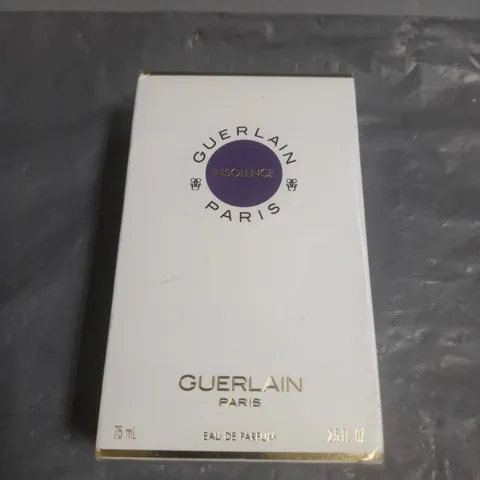 GUERLAIN
INSOLENCE
PARIS
GUERLAIN
PARIS
75 mL EAU DE PARFUM 2.5 FL. OZ.